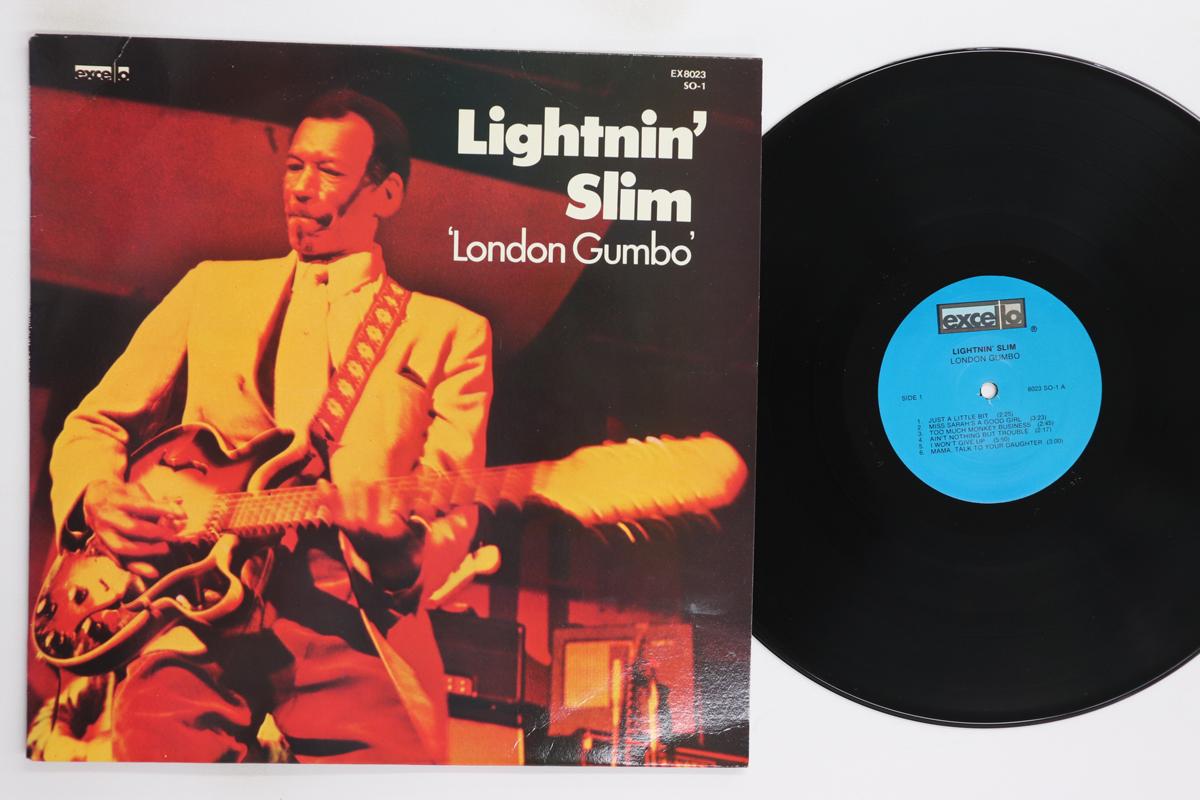 excello
EX8023
SO-1
Lightnin'
Slim
'London Gumbo'
excello
®
LIGHTNIN' SLIM
LONDON GUMBO
SIDE 1
8023 SO-1 A
1. JUST A LITTLE BIT (2:25)
2. MISS SARAH'S A GOOD GIRL (3:23)
3. TOO MUCH MONKEY BUSINESS (2:45)
4. AIN'T NOTHING BUT TROUBLE (2:17)
5. I WON'T GIVE UP (5:10)
6. MAMA, TALK TO YOUR DAUGHTER (3:00)